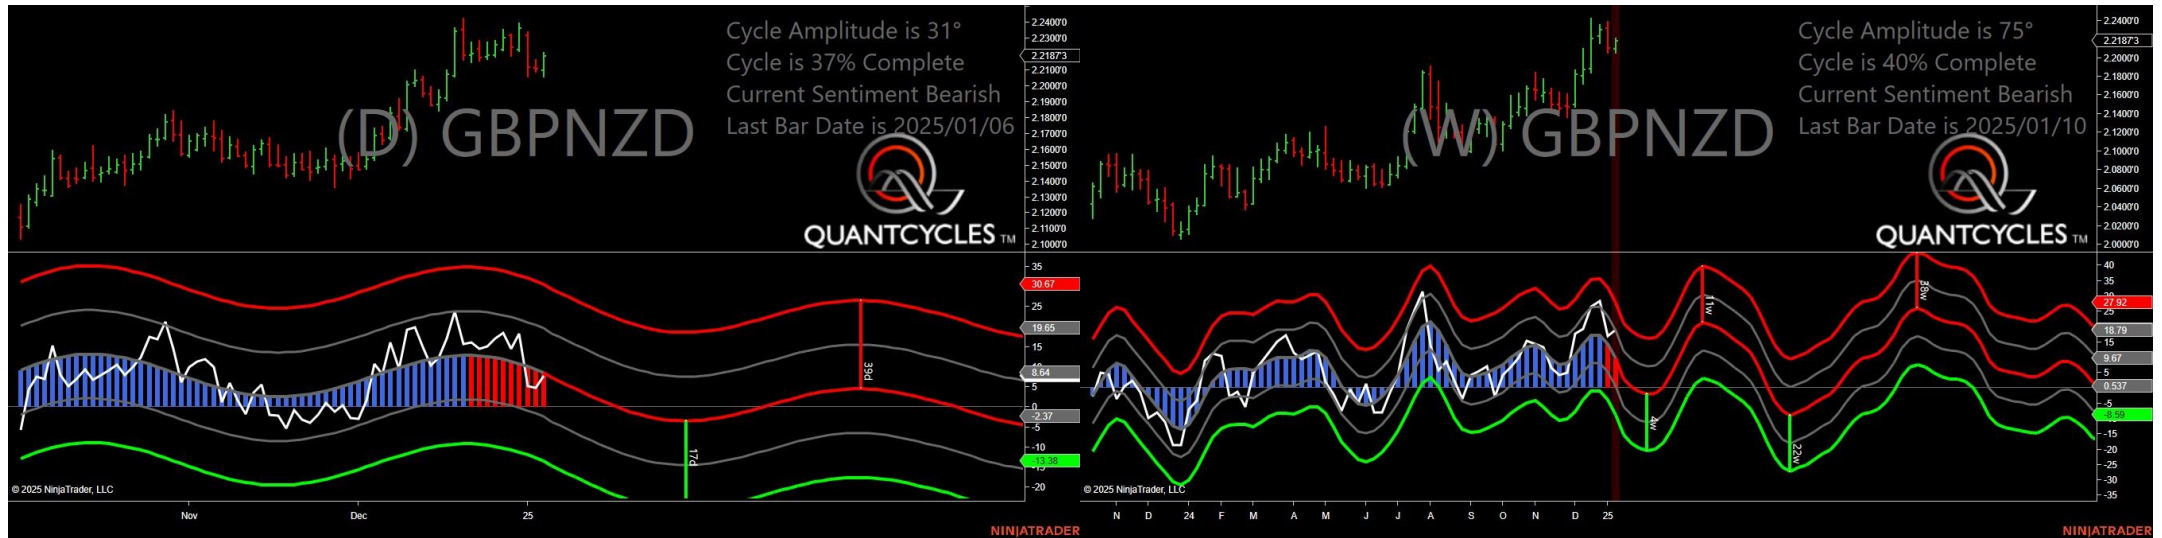 Cycle Amplitude is 31°
Cycle is 37% Complete
Current Sentiment Bearish
Last Bar Date is 2025/01/06
(D) GBPNZD
QUANTCYCLES TM
2.2400'0
2.2300'0
2.2187'3
2.2100'0
2.2000'0
2.1900'0
2.1800'0
2.1700'0
2.1600'0
2.1500'0
2.1400'0
2.1300'0
2.1200'0
2.1100'0
2.1000'0
35
30.67
25
19.65
15
8.64
5
0
-2.37
-5
-10
-13.38
-20
39d
17d
© 2025 NinjaTrader, LLC
Nov Dec 25
NINJATRADER
Cycle Amplitude is 75°
Cycle is 40% Complete
Current Sentiment Bearish
Last Bar Date is 2025/01/10
(W) GBPNZD
QUANTCYCLES TM
2.2400'0
2.2187'3
2.2000'0
2.1800'0
2.1600'0
2.1400'0
2.1200'0
2.1000'0
2.0800'0
2.0600'0
2.0400'0
2.0200'0
2.0000'0
40
35
27.92
25
18.79
15
9.67
5
0.537
-5
-8.59
-15
-20
-25
-30
-35
11w
38w
4w
22w
© 2025 NinjaTrader, LLC
N D 24 F M A M J J A S O N D 25
NINJATRADER